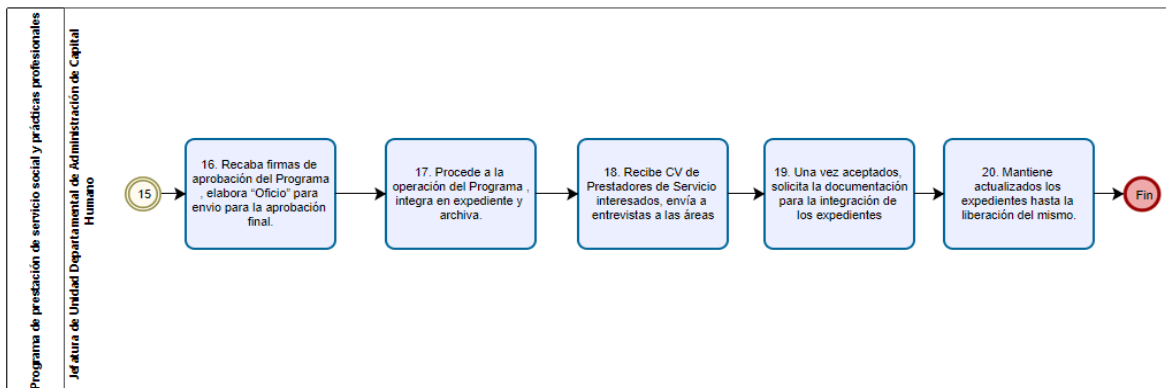 Programa de prestación de servicio social y prácticas profesionales
Jefatura de Unidad Departamental de Administración de Capital
Humano
15
16. Recaba firmas de
aprobación del Programa
, elabora “Oficio” para
envio para la aprobación
final.
17. Procede a la
operación del Programa ,
integra en expediente y
archiva.
18. Recibe CV de
Prestadores de Servicio
interesados, envía a
entrevistas a las áreas
19. Una vez aceptados,
solicita la documentación
para la integración de
los expedientes
20. Mantiene
actualizados los
expedientes hasta la
liberación del mismo.
Fin